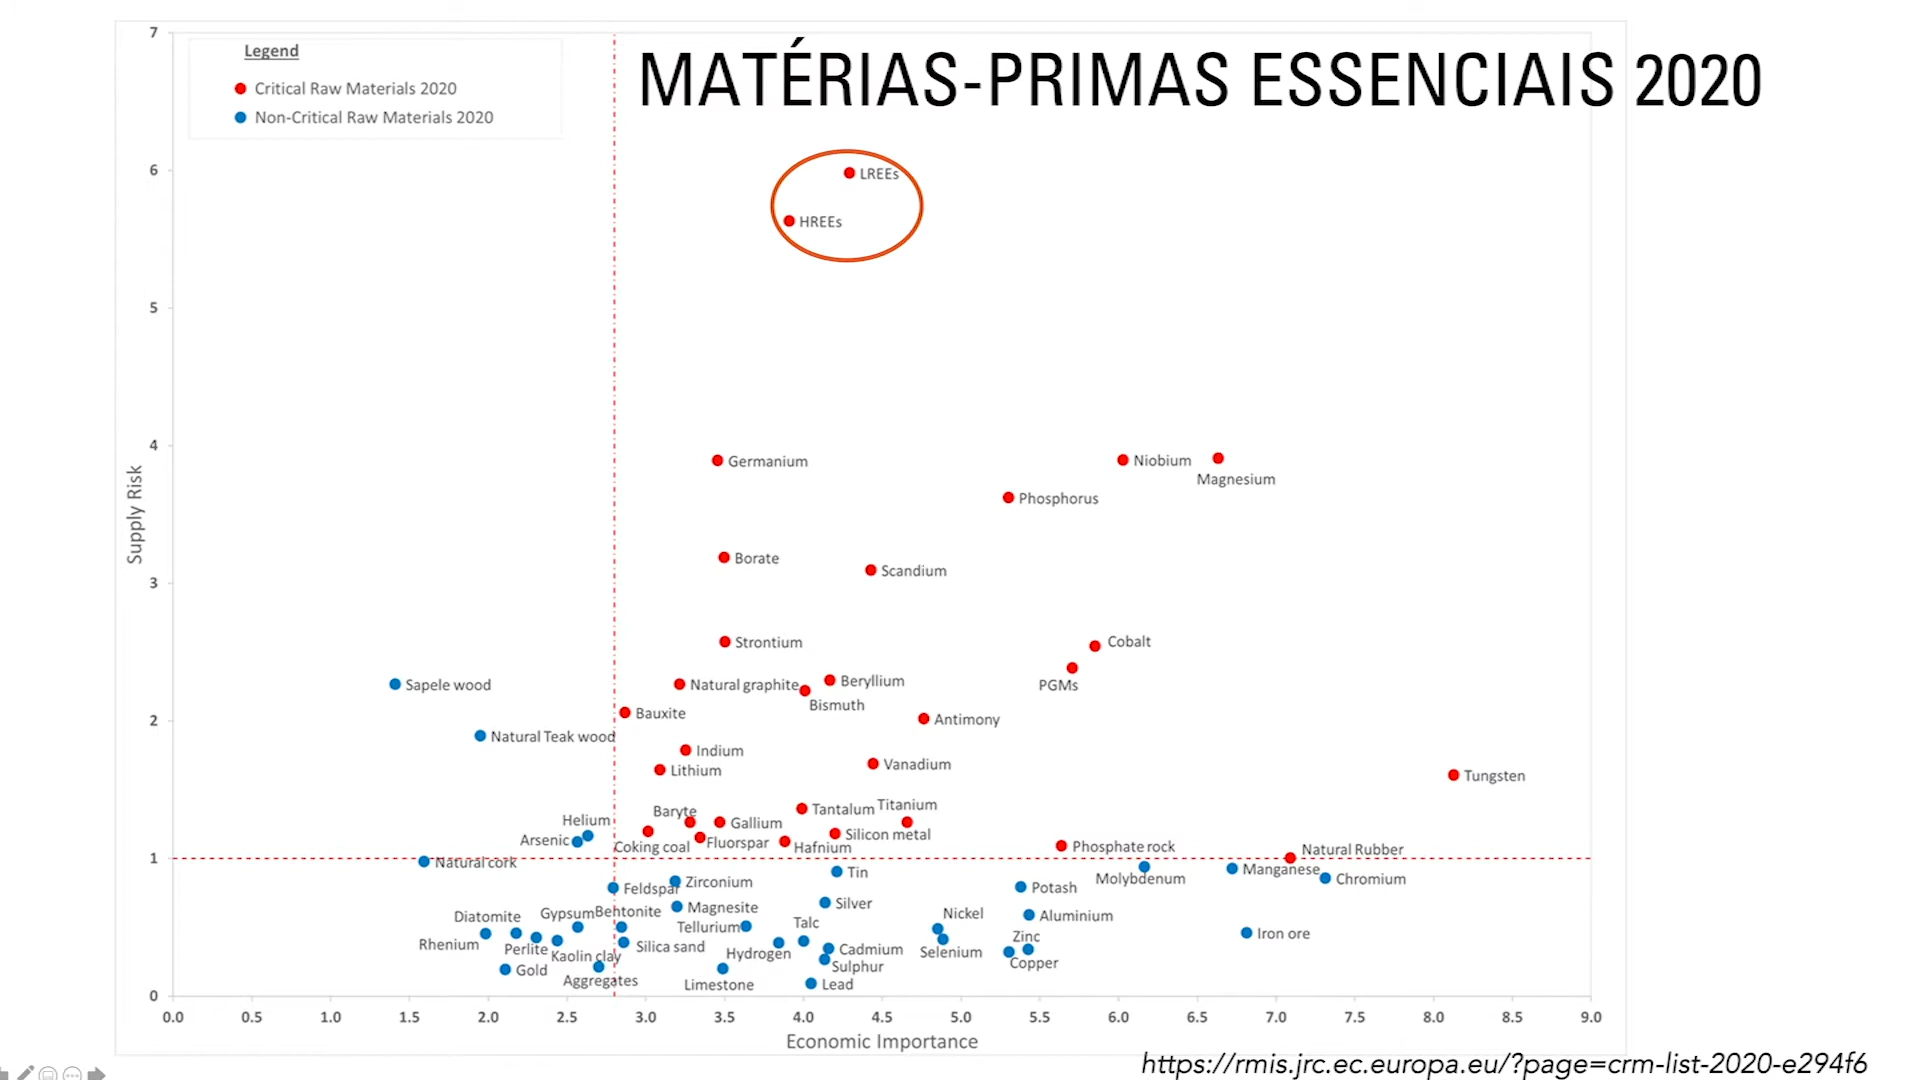 MATÉRIAS-PRIMAS ESSENCIAIS 2020
Legend
Critical Raw Materials 2020
Non-Critical Raw Materials 2020
7
6
5
4
3
2
1
0
Supply Risk
LREEs
HREEs
Germanium
Niobium
Magnesium
Phosphorus
Borate
Scandium
Strontium
Cobalt
PGMs
Sapele wood
Natural graphite
Beryllium
Bismuth
Bauxite
Antimony
Natural Teak wood
Indium
Lithium
Vanadium
Tungsten
Baryte
Tantalum
Titanium
Helium
Gallium
Arsenic
Silicon metal
Coking coal
Fluorspar
Hafnium
Phosphate rock
Natural Rubber
Natural cork
Manganese
Tin
Molybdenum
Chromium
Feldspar
Zirconium
Potash
Silver
Magnesite
Diatomite
Gypsum
Bentonite
Nickel
Aluminium
Talc
Tellurium
Iron ore
Rhenium
Perlite
Kaolin clay
Silica sand
Hydrogen
Cadmium
Selenium
Zinc
Copper
Sulphur
Gold
Aggregates
Limestone
Lead
0.0 0.5 1.0 1.5 2.0 2.5 3.0 3.5 4.0 4.5 5.0 5.5 6.0 6.5 7.0 7.5 8.0 8.5 9.0
Economic Importance
https://rmis.jrc.ec.europa.eu/?page=crm-list-2020-e294f6